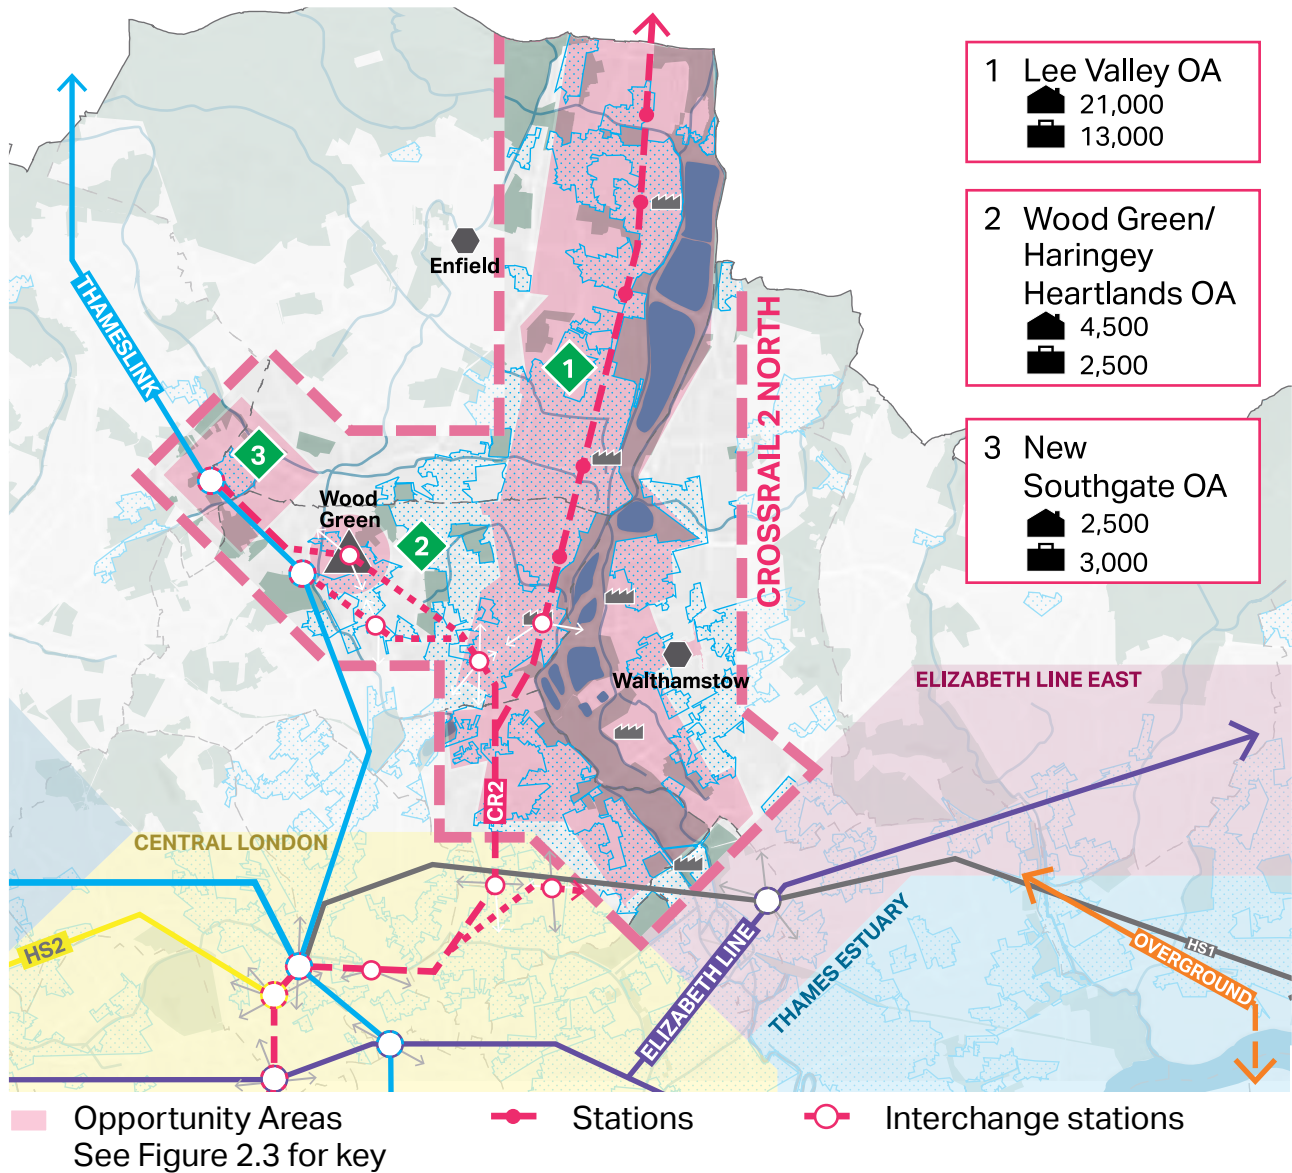 1 Lee Valley OA
21,000
13,000
2 Wood Green/
Haringey
Heartlands OA
4,500
2,500
3 New
Southgate OA
2,500
3,000
THAMESLINK
Enfield
1
CROSSRAIL 2 NORTH
3
Wood
Green
2
Walthamstow
ELIZABETH LINE EAST
CR2
CENTRAL LONDON
HS2
ELIZABETH LINE
THAMES ESTUARY
HS1
OVERGROUND
Opportunity Areas
See Figure 2.3 for key
Stations
Interchange stations